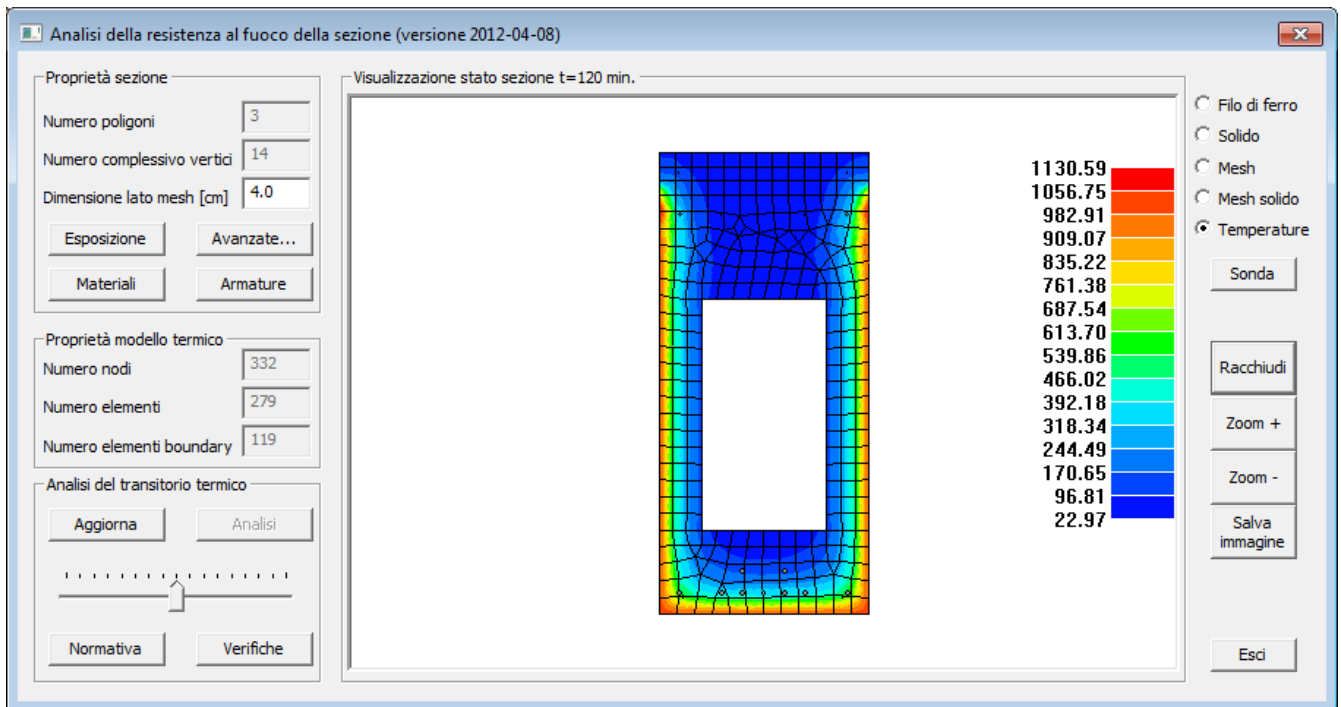 Analisi della resistenza al fuoco della sezione (versione 2012-04-08)
Proprietà sezione
Numero poligoni 3
Numero complessivo vertici 14
Dimensione lato mesh [cm] 4.0
Esposizione Avanzate...
Materiali Armature
Proprietà modello termico
Numero nodi 332
Numero elementi 279
Numero elementi boundary 119
Analisi del transitorio termico
Aggiorna Analisi
Normativa Verifiche
Visualizzazione stato sezione t=120 min.
1130.59
1056.75
982.91
909.07
835.22
761.38
687.54
613.70
539.86
466.02
392.18
318.34
244.49
170.65
96.81
22.97
Filo di ferro
Solido
Mesh
Mesh solido
Temperature
Sonda
Racchiudi
Zoom +
Zoom -
Salva
immagine
Esci